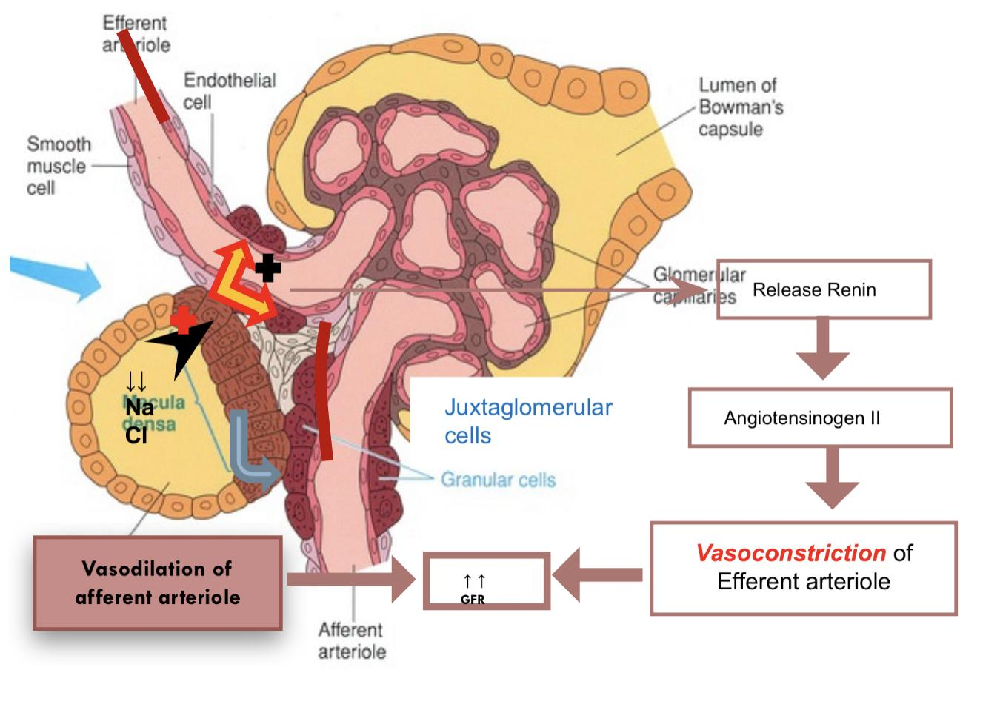 Efferent
arteriole
Endothelial
cell
Smooth
muscle
cell
Lumen of
Bowman's
capsule
Glomerular
capillaries
Release Renin
↓↓
Na
Cl
Macula
densa
Juxtaglomerular
cells
Granular cells
Angiotensinogen II
Vasodilation of
afferent arteriole
↑ ↑
GFR
Vasoconstriction of
Efferent arteriole
Afferent
arteriole